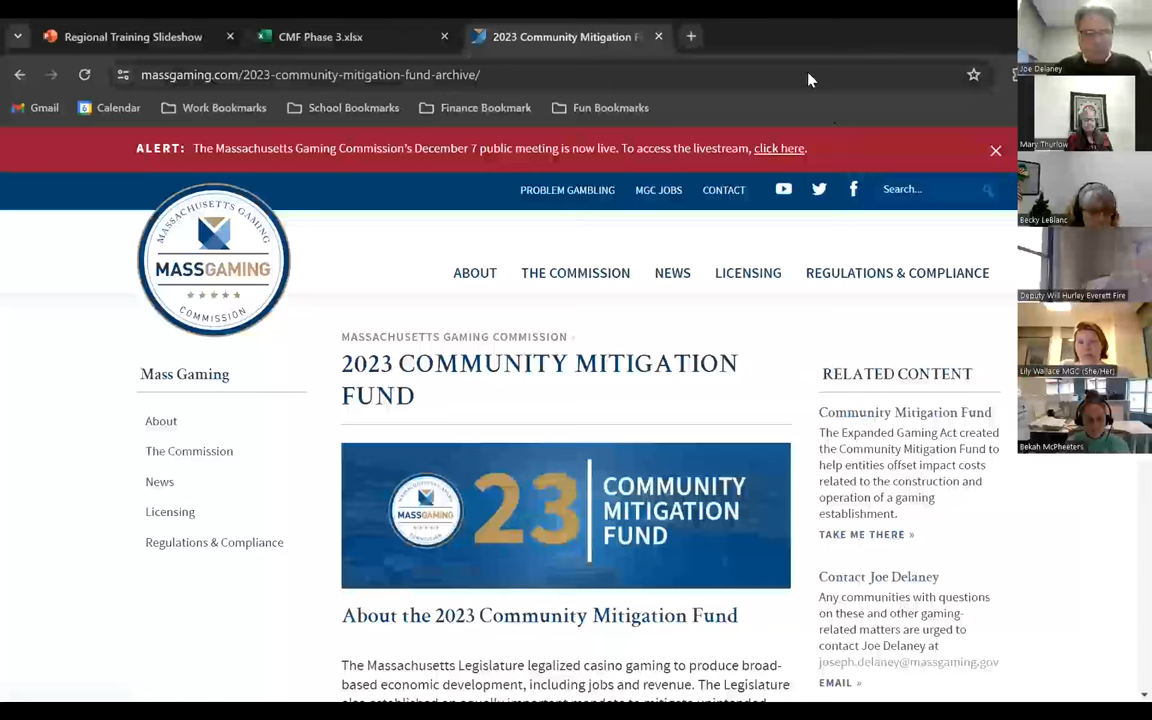 Regional Training Slideshow
CMF Phase 3.xlsx
2023 Community Mitigation F
massgaming.com/2023-community-mitigation-fund-archive/
Gmail
Calendar
Work Bookmarks
School Bookmarks
Finance Bookmark
Fun Bookmarks
ALERT: The Massachusetts Gaming Commission's December 7 public meeting is now live. To access the livestream, click here.
PROBLEM GAMBLING
MGC JOBS
CONTACT
Search...
MASSACHUSETTS GAMING
MASSGAMING
COMMISSION
ABOUT
THE COMMISSION
NEWS
LICENSING
REGULATIONS & COMPLIANCE
Mass Gaming
About
The Commission
News
Licensing
Regulations & Compliance
MASSACHUSETTS GAMING COMMISSION
2023 COMMUNITY MITIGATION
FUND
MASSGAMING
23
COMMUNITY
MITIGATION
FUND
About the 2023 Community Mitigation Fund
The Massachusetts Legislature legalized casino gaming to produce broad-
based economic development, including jobs and revenue. The Legislature
RELATED CONTENT
Community Mitigation Fund
The Expanded Gaming Act created
the Community Mitigation Fund to
help entities offset impact costs
related to the construction and
operation of a gaming
establishment.
TAKE ME THERE »
Contact Joe Delaney
Any communities with questions
on these and other gaming-
related matters are urged to
contact Joe Delaney at
joseph.delaney@massgaming.gov
EMAIL »
Joe Delaney
Mary Thurlow
Becky LeBlanc
Deputy Will Hurley Everett Fire
Lily Wallace MGC (She/Her)
Bekah McPheeters